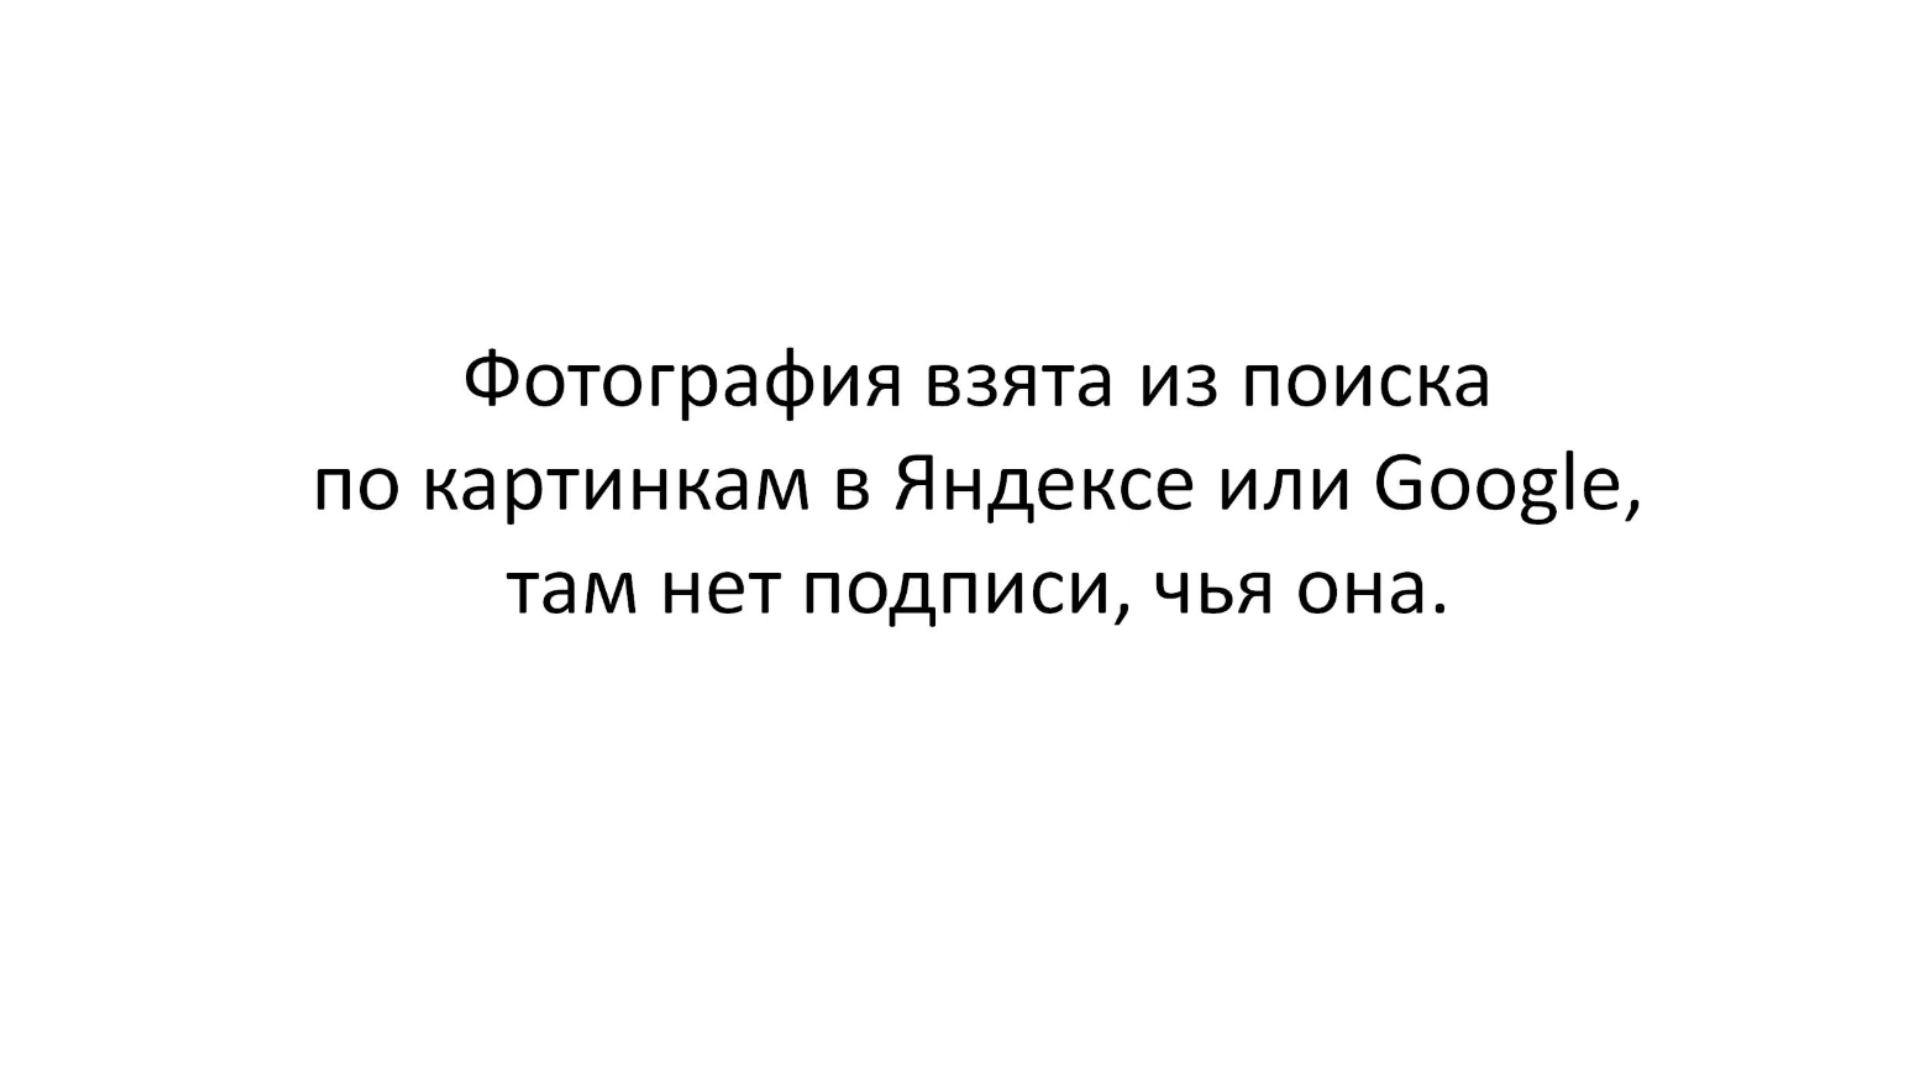 Фотография взята из поиска
по картинкам в Яндексе или Google,
там нет подписи, чья она.